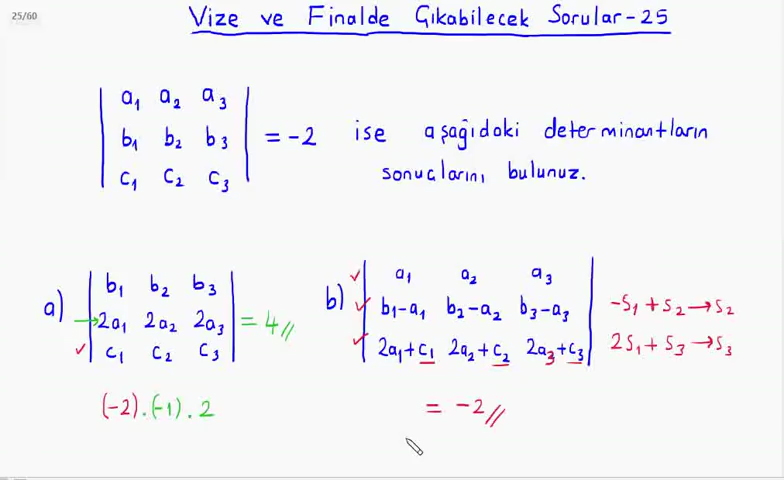 25/60
Vize ve Finalde Çıkabilecek Sorular-25
| a₁ a₂ a₃ |
| b₁ b₂ b₃ | = -2 ise aşağıdaki determinantların
| c₁ c₂ c₃ | sonuçlarını bulunuz.
a) | b₁ b₂ b₃ |
→ | 2a₁ 2a₂ 2a₃ | = 4 //
✓ | c₁ c₂ c₃ |
(-2).(-1).2
b) ✓ | a₁ a₂ a₃ |
✓ | b₁-a₁ b₂-a₂ b₃-a₃ | -S₁+S₂→S₂
✓ | 2a₁+c₁ 2a₂+c₂ 2a₃+c₃ | 2S₁+S₃→S₃
= -2 //